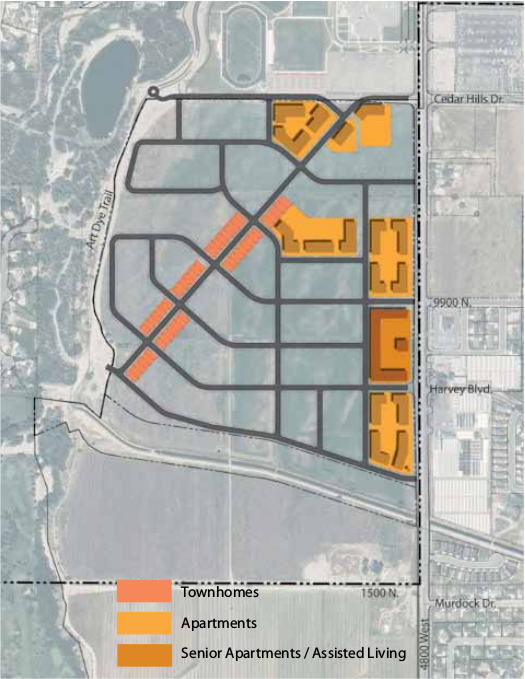 Cedar Hills Dr.
Art Dye Trail
9900 N.
Harvey Blvd.
1500 N.
Murdock Dr.
4800 West
Townhomes
Apartments
Senior Apartments / Assisted Living